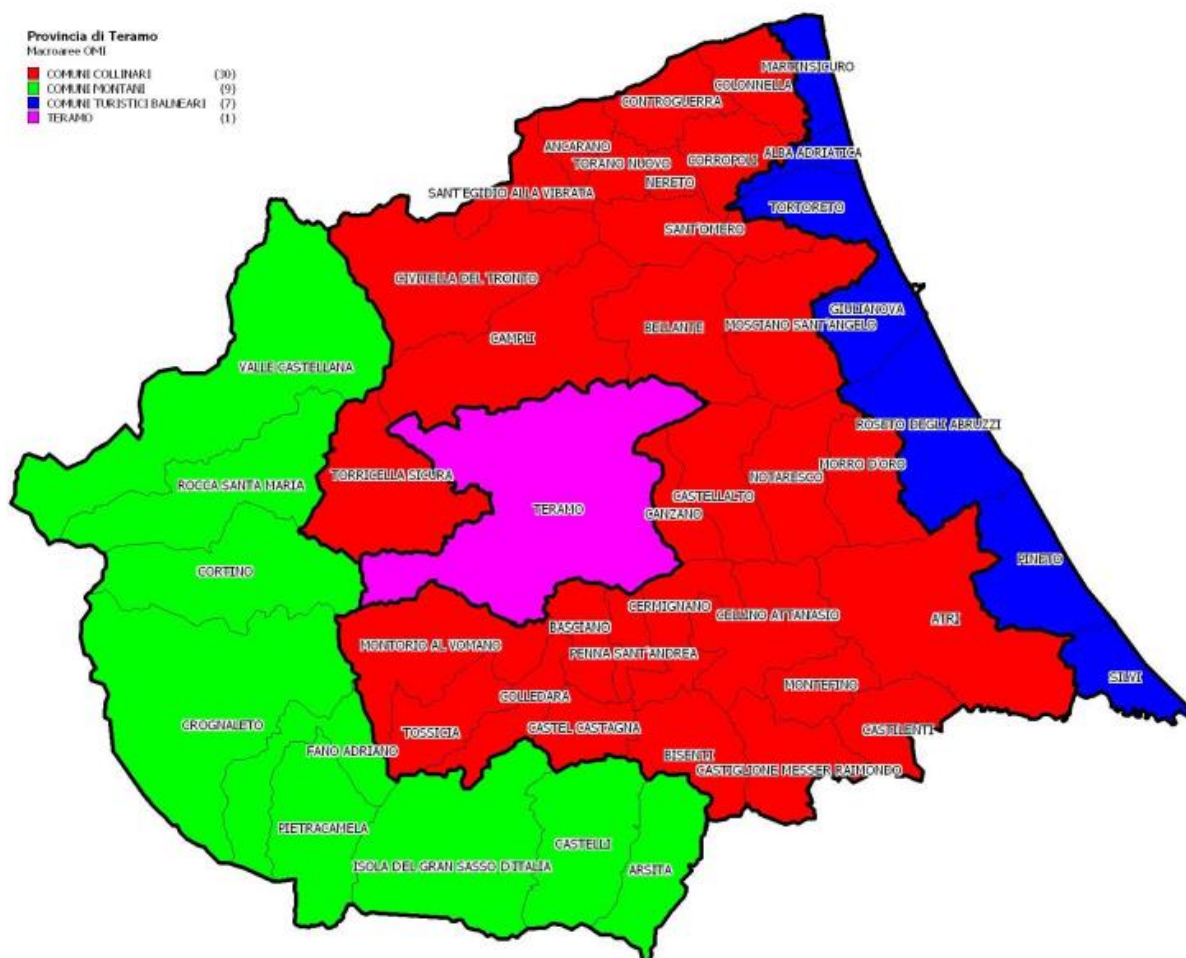 Provincia di Teramo
Macroaree OMI
COMUNI COLLINARI (30)
COMUNI MONTANI (9)
COMUNI TURISTICI BALNEARI (7)
TERAMO (1)
MARTINSICURO
COLONNELLA
CONTROGUERRA
ANCARANO
ALBA ADRIATICA
TORANO NUOVO
CORROPOLI
NERETO
SANT'EGIDIO ALLA VIBRATA
TORTORETO
SANT'OMERO
CIVITELLA DEL TRONTO
GIULIANOVA
MOSCIANO SANT'ANGELO
BELLANTE
CAMPLI
VALLE CASTELLANA
ROSETO DEGLI ABRUZZI
MORRO D'ORO
TORRICELLA SICURA
NOTARESCO
ROCCA SANTA MARIA
CASTELLALTO
TERAMO
CANZANO
PINETO
CORTINO
CERMIGNANO
CELLINO ATTANASIO
ATRI
BASCIANO
MONTORIO AL VOMANO
PENNA SANT'ANDREA
SILVI
MONTEFINO
COLLEDARA
CROGNALETO
CASTEL CASTAGNA
CASTILENTI
TOSSICIA
FANO ADRIANO
BISENTI
CASTIGLIONE MESSER RAIMONDO
PIETRACAMELA
CASTELLI
ISOLA DEL GRAN SASSO D'ITALIA
ARSITA